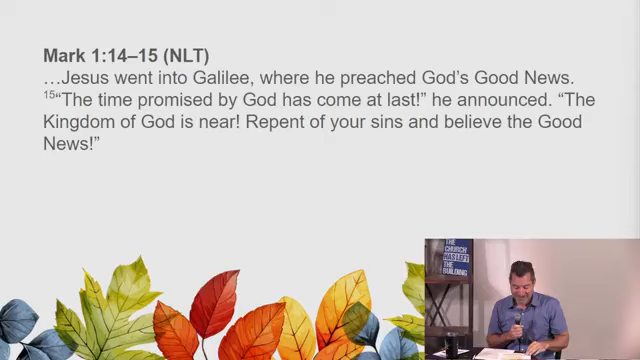 Mark 1:14–15 (NLT)
…Jesus went into Galilee, where he preached God’s Good News.
15“The time promised by God has come at last!” he announced. “The
Kingdom of God is near! Repent of your sins and believe the Good
News!”
THE
CHURCH
HAS LEFT
THE
BUILDING